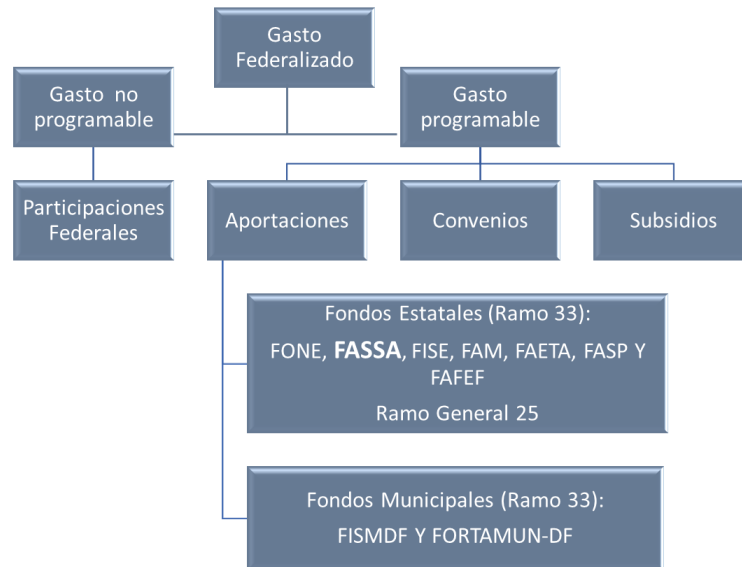 Gasto
Federalizado
Gasto no
programable
Gasto
programable
Participaciones
Federales
Aportaciones
Convenios
Subsidios
Fondos Estatales (Ramo 33):
FONE, FASSA, FISE, FAM, FAETA, FASP Y
FAFEF
Ramo General 25
Fondos Municipales (Ramo 33):
FISMDF Y FORTAMUN-DF